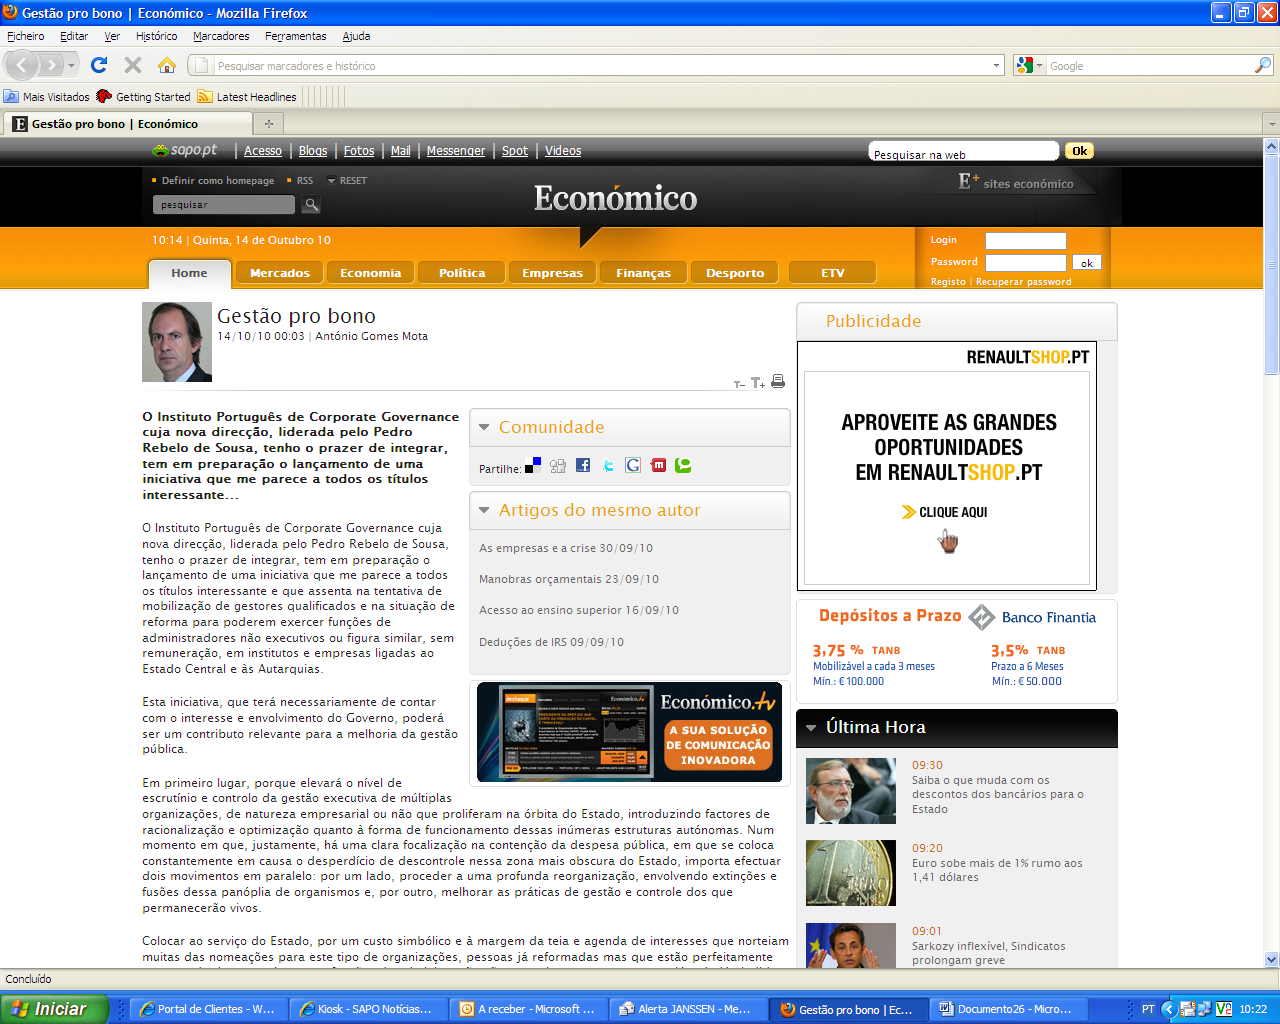 Gestão pro bono | Económico - Mozilla Firefox
Ficheiro Editar Ver Histórico Marcadores Ferramentas Ajuda
Pesquisar marcadores e histórico
Google
Mais Visitados Getting Started Latest Headlines
Gestão pro bono | Económico
sapo.pt | Acesso | Blogs | Fotos | Mail | Messenger | Spot | Videos
Pesquisar na web Ok
Definir como homepage RSS RESET
pesquisar
Económico
E+ sites económico
10:14 | Quinta, 14 de Outubro 10
Login
Password ok
Registo | Recuperar password
Home Mercados Economia Política Empresas Finanças Desporto ETV
Gestão pro bono
14/10/10 00:03 | António Gomes Mota
T- T+
O Instituto Português de Corporate Governance
cuja nova direcção, liderada pelo Pedro
Rebelo de Sousa, tenho o prazer de integrar,
tem em preparação o lançamento de uma
iniciativa que me parece a todos os títulos
interessante...
O Instituto Português de Corporate Governance cuja
nova direcção, liderada pelo Pedro Rebelo de Sousa,
tenho o prazer de integrar, tem em preparação o
lançamento de uma iniciativa que me parece a todos
os títulos interessante e que assenta na tentativa de
mobilização de gestores qualificados e na situação de
reforma para poderem exercer funções de
administradores não executivos ou figura similar, sem
remuneração, em institutos e empresas ligadas ao
Estado Central e às Autarquias.
Esta iniciativa, que terá necessariamente de contar
com o interesse e envolvimento do Governo, poderá
ser um contributo relevante para a melhoria da gestão
pública.
Em primeiro lugar, porque elevará o nível de
escrutínio e controlo da gestão executiva de múltiplas
organizações, de natureza empresarial ou não que proliferam na órbita do Estado, introduzindo factores de
racionalização e optimização quanto à forma de funcionamento dessas inúmeras estruturas autónomas. Num
momento em que, justamente, há uma clara focalização na contenção da despesa pública, em que se coloca
constantemente em causa o desperdício de descontrole nessa zona mais obscura do Estado, importa efectuar
dois movimentos em paralelo: por um lado, proceder a uma profunda reorganização, envolvendo extinções e
fusões dessa panóplia de organismos e, por outro, melhorar as práticas de gestão e controle dos que
permanecerão vivos.
Colocar ao serviço do Estado, por um custo simbólico e à margem da teia e agenda de interesses que norteiam
muitas das nomeações para este tipo de organizações, pessoas já reformadas mas que estão perfeitamente
Comunidade
Partilhe:
Artigos do mesmo autor
As empresas e a crise 30/09/10
Manobras orçamentais 23/09/10
Acesso ao ensino superior 16/09/10
Deduções de IRS 09/09/10
destaque
Económico.tv
A SUA SOLUÇÃO
DE COMUNICAÇÃO
INOVADORA
Publicidade
RENAULTSHOP.PT
APROVEITE AS GRANDES
OPORTUNIDADES
EM RENAULTSHOP.PT
CLIQUE AQUI
Depósitos a Prazo Banco Finantia
3,75 % TANB 3,5% TANB
Mobilizável a cada 3 meses Prazo a 6 Meses
Mín.: € 100.000 Mín.: € 50.000
Última Hora
09:30
Saiba o que muda com os
descontos dos bancários para o
Estado
09:20
Euro sobe mais de 1% rumo aos
1,41 dólares
09:01
Sarkozy inflexível, Sindicatos
prolongam greve
Concluído
Iniciar Portal de Clientes - W... Kiosk - SAPO Notícias... A receber - Microsoft ... Alerta JANSSEN - Me... Gestão pro bono | Ec... Documento26 - Micro... PT 10:22